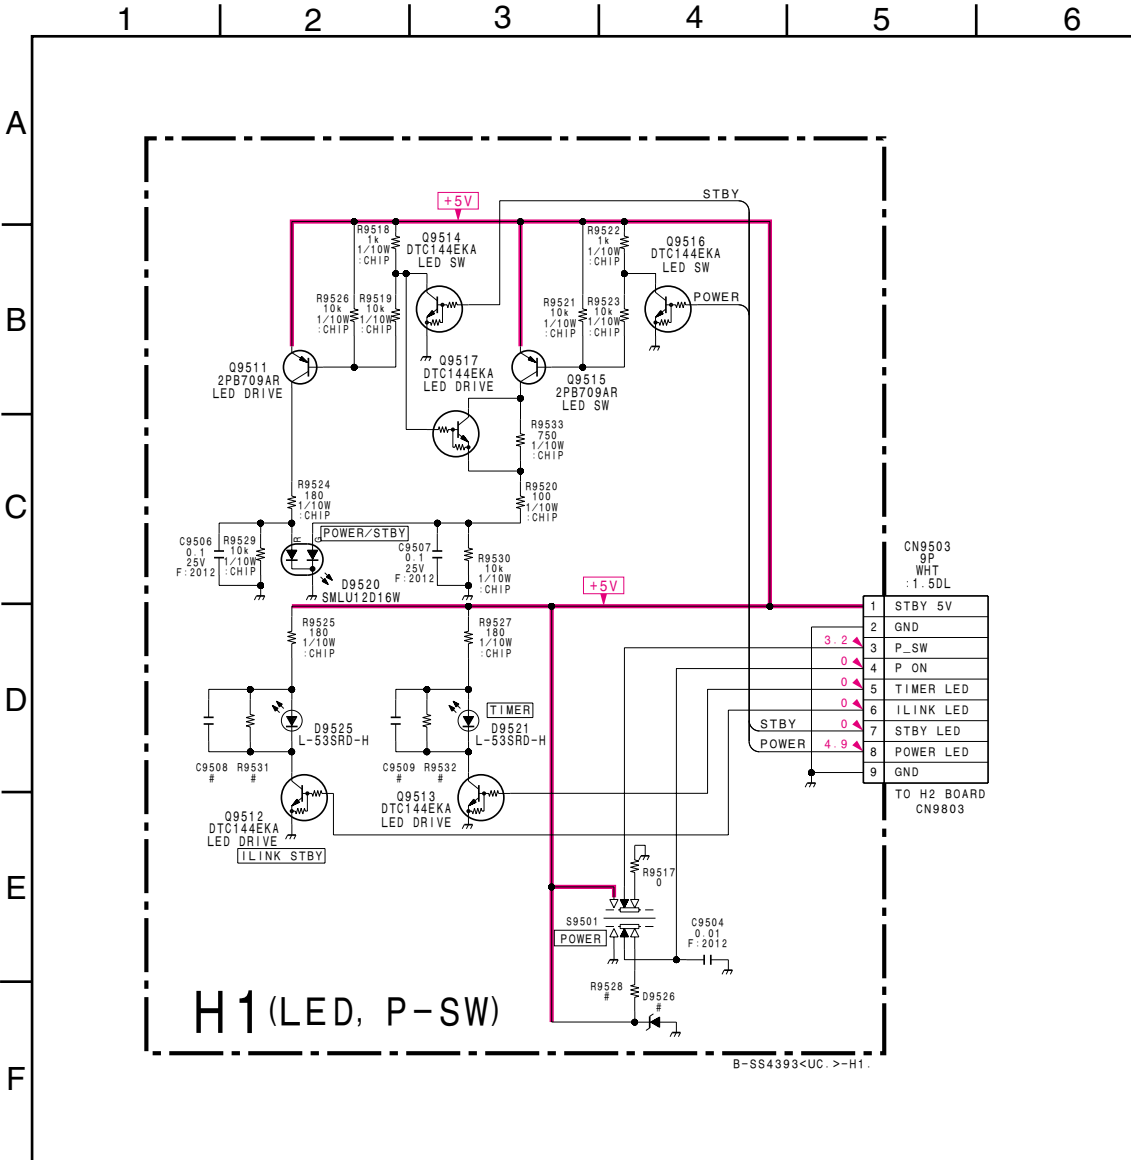 1 2 3 4 5 6
A
B
C
D
E
F
+5V
STBY
R9518
1k
1/10W
:CHIP
Q9514
DTC144EKA
LED SW
R9522
1k
1/10W
:CHIP
Q9516
DTC144EKA
LED SW
POWER
R9526
10k
1/10W
:CHIP
R9519
10k
1/10W
:CHIP
R9521
10k
1/10W
:CHIP
R9523
10k
1/10W
:CHIP
Q9511
2PB709AR
LED DRIVE
Q9517
DTC144EKA
LED DRIVE
Q9515
2PB709AR
LED SW
R9533
750
1/10W
:CHIP
R9524
180
1/10W
:CHIP
R9520
100
1/10W
:CHIP
C9506
0.1
25V
F:2012
R9529
10k
1/10W
:CHIP
R
G
POWER/STBY
D9520
SMLU12D16W
C9507
0.1
25V
F:2012
R9530
10k
1/10W
:CHIP
+5V
CN9503
9P
WHT
:1.5DL
1 STBY 5V
2 GND
3.2 3 P_SW
0 4 P ON
0 5 TIMER LED
0 6 ILINK LED
STBY 0 7 STBY LED
POWER 4.9 8 POWER LED
9 GND
TO H2 BOARD
CN9803
R9525
180
1/10W
:CHIP
R9527
180
1/10W
:CHIP
D9525
L-53SRD-H
TIMER
D9521
L-53SRD-H
C9508
#
R9531
#
C9509
#
R9532
#
Q9512
DTC144EKA
LED DRIVE
ILINK STBY
Q9513
DTC144EKA
LED DRIVE
R9517
0
S9501
POWER
C9504
0.01
F:2012
R9528
#
D9526
#
H1 (LED, P-SW)
B-SS4393<UC.>-H1.